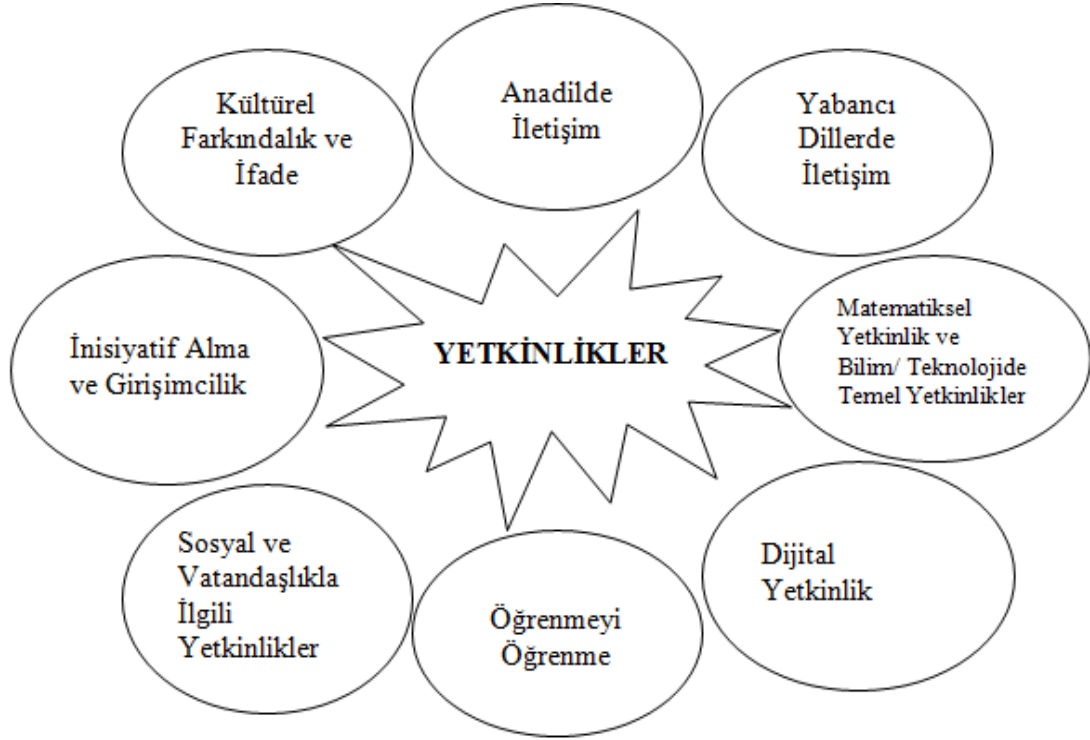 Anadilde
İletişim
Yabancı
Dillerde
İletişim
Matematiksel
Yetkinlik ve
Bilim/ Teknolojide
Temel Yetkinlikler
Dijital
Yetkinlik
Öğrenmeyi
Öğrenme
Sosyal ve
Vatandaşlıkla
İlgili
Yetkinlikler
İnisiyatif Alma
ve Girişimcilik
Kültürel
Farkındalık ve
İfade
YETKİNLİKLER